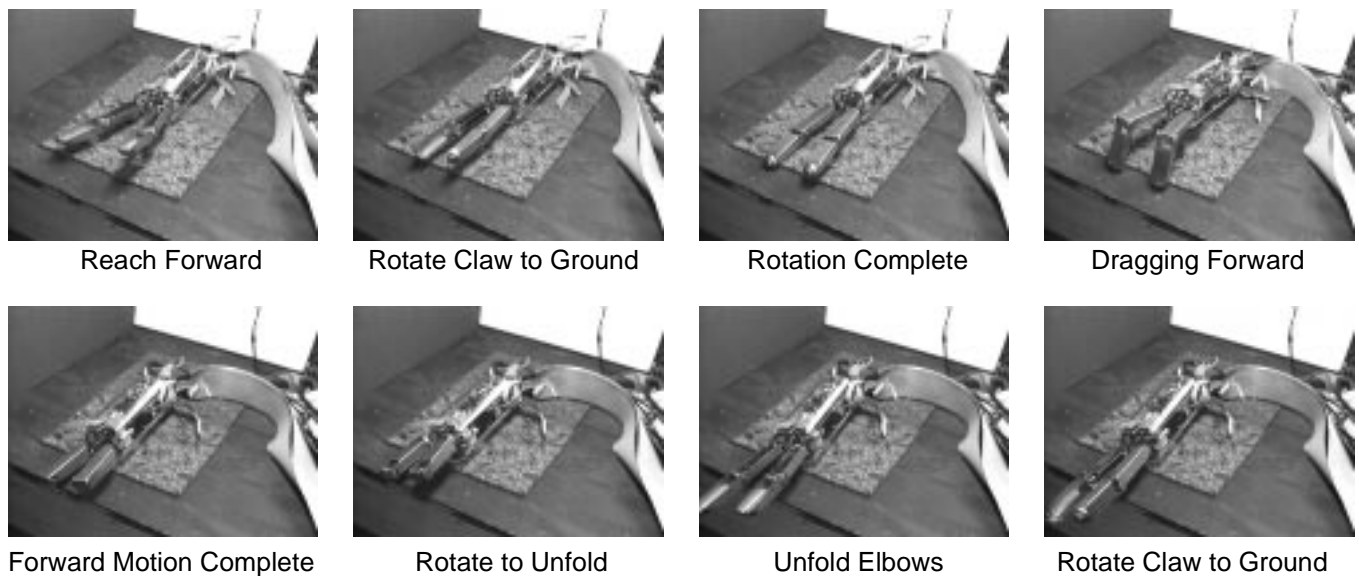 Reach Forward
Rotate Claw to Ground
Rotation Complete
Dragging Forward
Forward Motion Complete
Rotate to Unfold
Unfold Elbows
Rotate Claw to Ground